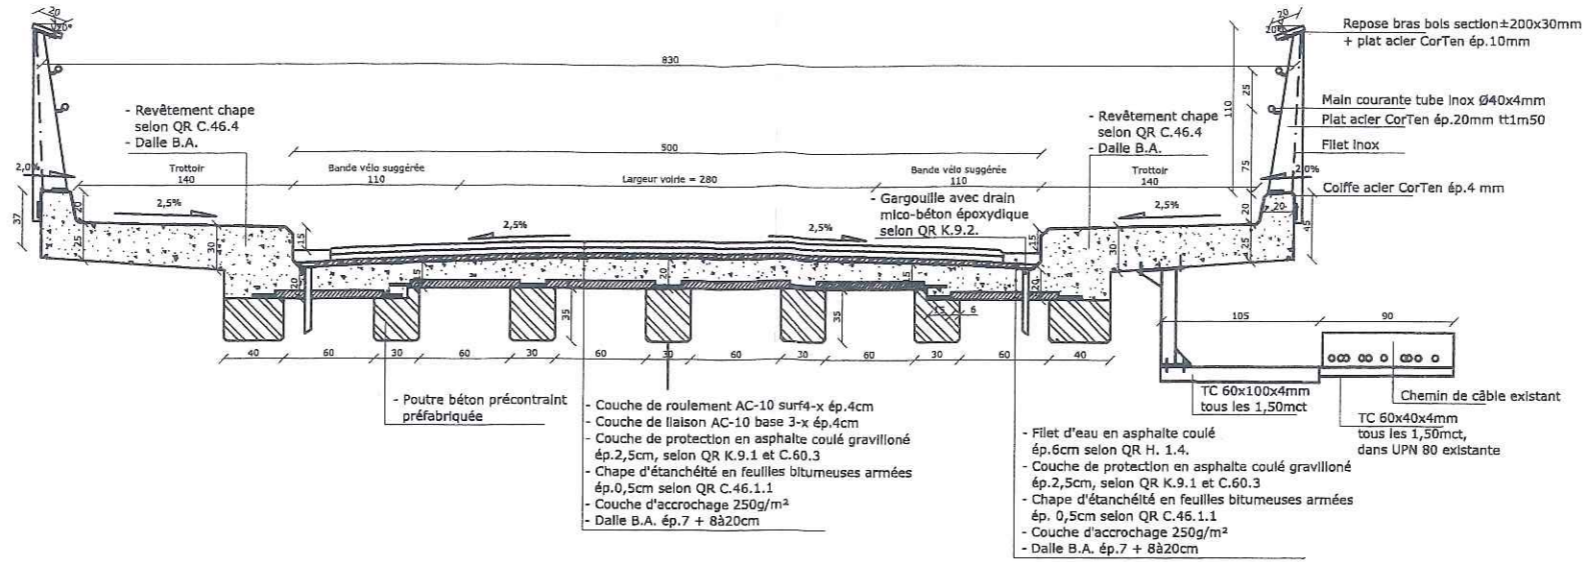 20
20°
830
- Revêtement chape
selon QR C.46.4
- Dalle B.A.
500
- Revêtement chape
selon QR C.46.4
- Dalle B.A.
20
20°
110
25
75
Repose bras bois section±200x30mm
+ plat acier CorTen ép.10mm
Main courante tube Inox Ø40x4mm
Plat acier CorTen ép.20mm tt1m50
Filet Inox
Coiffe acier CorTen ép.4 mm
2,0%
Trottoir
140
Bande vélo suggérée
110
Largeur voirie = 280
Bande vélo suggérée
110
Trottoir
140
2,0%
- Gargouille avec drain
mico-béton époxydique
selon QR K.9.2.
37
20
25
2,5%
30
15
2,5%
2,5%
15
30
2,5%
20
25
20
45
20
15
20
15
20
35
35
15
6
40
60
30
60
30
60
30
60
30
60
30
60
40
105
90
- Poutre béton précontraint
préfabriquée
- Couche de roulement AC-10 surf4-x ép.4cm
- Couche de liaison AC-10 base 3-x ép.4cm
- Couche de protection en asphalte coulé gravilloné
ép.2,5cm, selon QR K.9.1 et C.60.3
- Chape d'étanchéité en feuilles bitumeuses armées
ép.0,5cm selon QR C.46.1.1
- Couche d'accrochage 250g/m²
- Dalle B.A. ép.7 + 8à20cm
- Filet d'eau en asphalte coulé
ép.6cm selon QR H. 1.4.
- Couche de protection en asphalte coulé gravilloné
ép.2,5cm, selon QR K.9.1 et C.60.3
- Chape d'étanchéité en feuilles bitumeuses armées
ép. 0,5cm selon QR C.46.1.1
- Couche d'accrochage 250g/m²
- Dalle B.A. ép.7 + 8à20cm
TC 60x100x4mm
tous les 1,50mct
Chemin de câble existant
TC 60x40x4mm
tous les 1,50mct,
dans UPN 80 existante